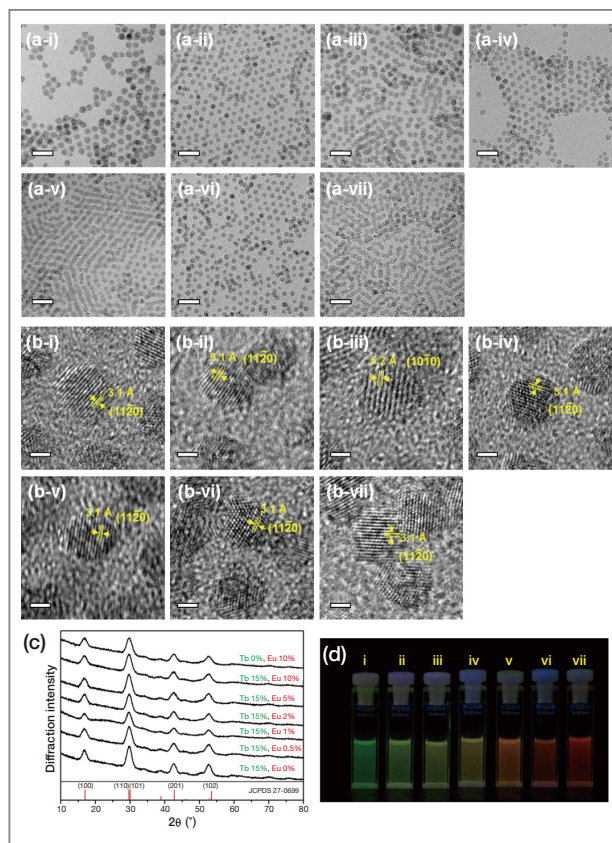 (a-i) (a-ii) (a-iii) (a-iv)
(a-v) (a-vi) (a-vii)
(b-i) (b-ii) (b-iii) (b-iv)
3.1 Å
(112̄0)
3.1 Å (112̄0)
5.2 Å (101̄0)
3.1 Å
(112̄0)
(b-v) (b-vi) (b-vii)
3.1 Å (112̄0)
3.1 Å
(112̄0)
3.1 Å
(112̄0)
(c)
Diffraction intensity
Tb 0%, Eu 10%
Tb 15%, Eu 10%
Tb 15%, Eu 5%
Tb 15%, Eu 2%
Tb 15%, Eu 1%
Tb 15%, Eu 0.5%
Tb 15%, Eu 0%
(100) (110) (101) (201) (102)
JCPDS 27-0699
10 20 30 40 50 60 70 80
2θ (°)
(d)
i ii iii iv v vi vii